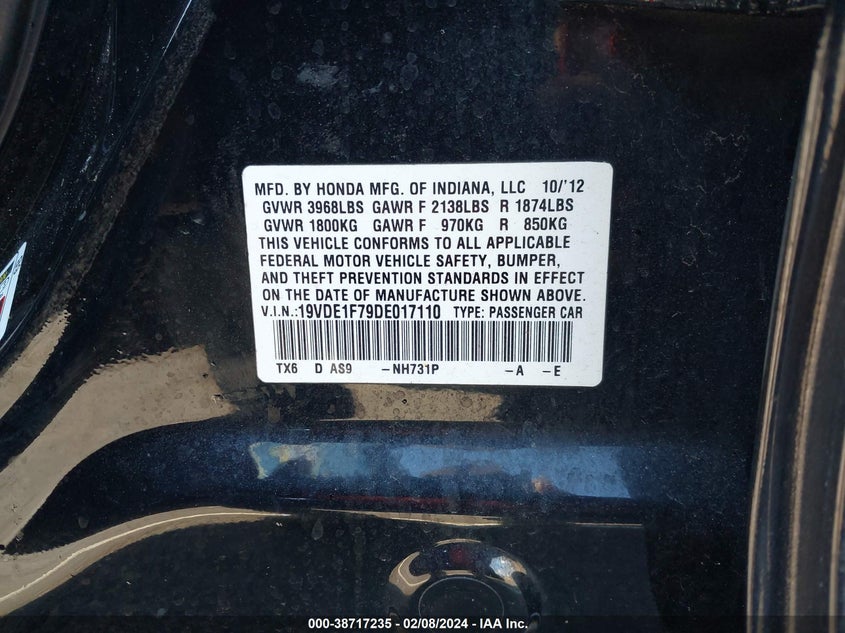 MFD. BY HONDA MFG. OF INDIANA, LLC 10/'12
GVWR 3968LBS GAWR F 2138LBS R 1874LBS
GVWR 1800KG GAWR F 970KG R 850KG
THIS VEHICLE CONFORMS TO ALL APPLICABLE
FEDERAL MOTOR VEHICLE SAFETY, BUMPER,
AND THEFT PREVENTION STANDARDS IN EFFECT
ON THE DATE OF MANUFACTURE SHOWN ABOVE.
V.I.N.:19VDE1F79DE017110 TYPE: PASSENGER CAR
TX6 D AS9 -NH731P -A -E
000-38717235 - 02/08/2024 - IAA Inc.